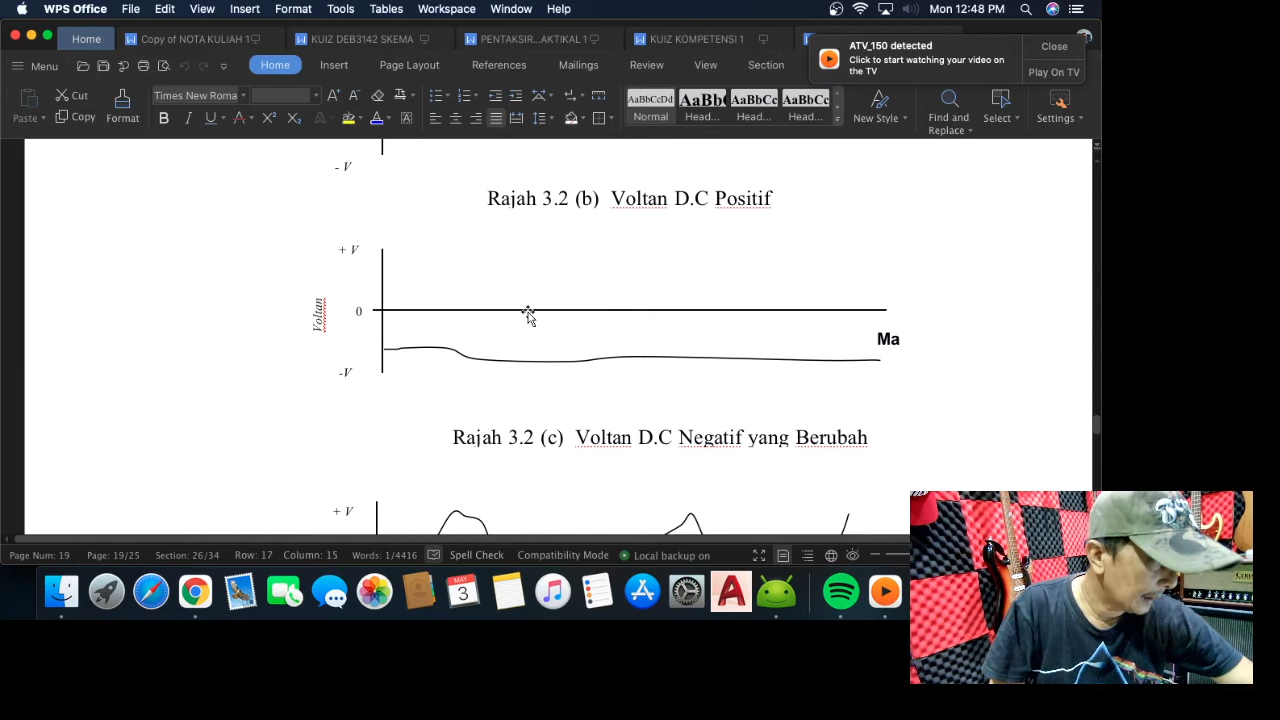 WPS Office File Edit View Insert Format Tools Tables Workspace Window Help Mon 12:48 PM
Home Copy of NOTA KULIAH 1 KUIZ DEB3142 SKEMA PENTAKSIR...AKTIKAL 1 KUIZ KOMPETENSI 1
ATV_150 detected
Click to start watching your video on
the TV
Close
Play On TV
Menu Home Insert Page Layout References Mailings Review View Section
Paste Cut Copy Format Times New Roma
AaBbCcDd AaBb AaBbCc AaBbCc
Normal Head... Head... Head... New Style Find and Replace Select Settings
- V
Rajah 3.2 (b) Voltan D.C Positif
+ V
Voltan
0
Ma
-V
Rajah 3.2 (c) Voltan D.C Negatif yang Berubah
+ V
Page Num: 19 Page: 19/25 Section: 26/34 Row: 17 Column: 15 Words: 1/4416 Spell Check Compatibility Mode Local backup on
MAY
3